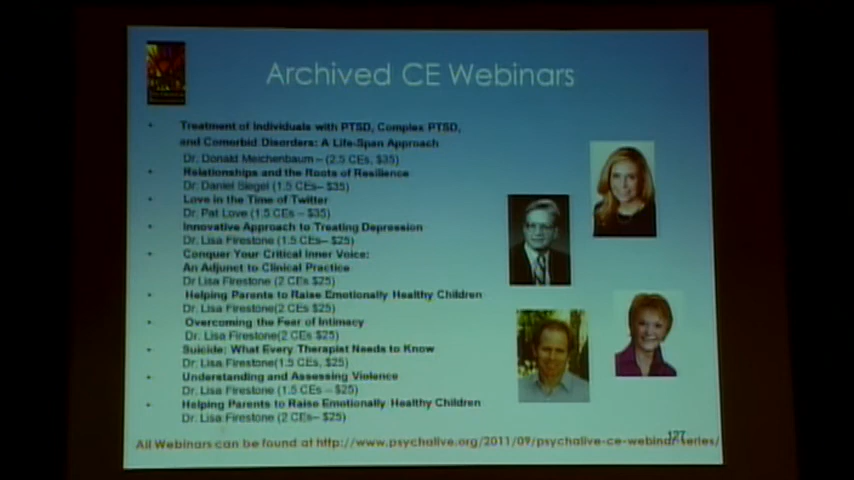 Archived CE Webinars
• Treatment of Individuals with PTSD, Complex PTSD,
and Comorbid Disorders: A Life-Span Approach
Dr. Donald Meichenbaum – (2.5 CEs, $35)
• Relationships and the Roots of Resilience
Dr. Daniel Siegel (1.5 CEs– $35)
• Love in the Time of Twitter
Dr. Pat Love (1.5 CEs – $35)
• Innovative Approach to Treating Depression
Dr. Lisa Firestone (1.5 CEs– $25)
• Conquer Your Critical Inner Voice:
An Adjunct to Clinical Practice
Dr Lisa Firestone (2 CEs $25)
• Helping Parents to Raise Emotionally Healthy Children
Dr. Lisa Firestone(2 CEs $25)
• Overcoming the Fear of Intimacy
Dr. Lisa Firestone(2 CEs $25)
• Suicide: What Every Therapist Needs to Know
Dr. Lisa Firestone(1.5 CEs, $25)
• Understanding and Assessing Violence
Dr. Lisa Firestone (1.5 CEs – $25)
• Helping Parents to Raise Emotionally Healthy Children
Dr. Lisa Firestone (2 CEs– $25)
127
All Webinars can be found at http://www.psychalive.org/2011/09/psychalive-ce-webinar-series/